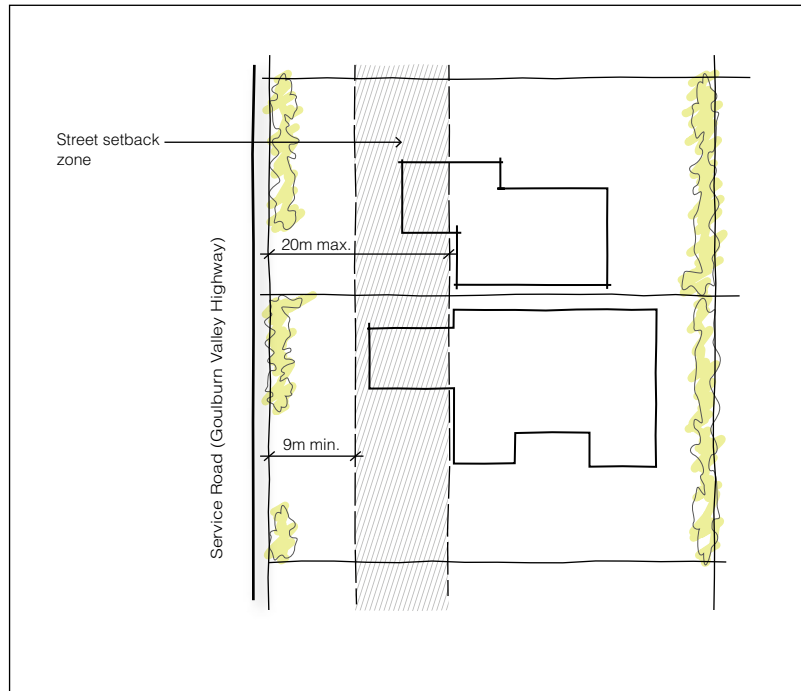 Street setback
zone
20m max.
9m min.
Service Road (Goulburn Valley Highway)